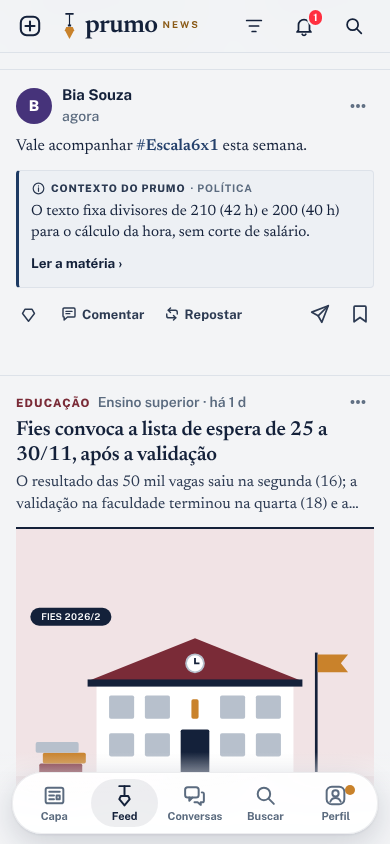 prumo NEWS
1
B
Bia Souza
agora
Vale acompanhar #Escala6x1 esta semana.
CONTEXTO DO PRUMO · POLÍTICA
O texto fixa divisores de 210 (42 h) e 200 (40 h)
para o cálculo da hora, sem corte de salário.
Ler a matéria ›
Comentar
Repostar
EDUCAÇÃO Ensino superior · há 1 d
Fies convoca a lista de espera de 25 a
30/11, após a validação
O resultado das 50 mil vagas saiu na segunda (16); a
validação na faculdade terminou na quarta (18) e a...
FIES 2026/2
Capa
Feed
Conversas
Buscar
Perfil